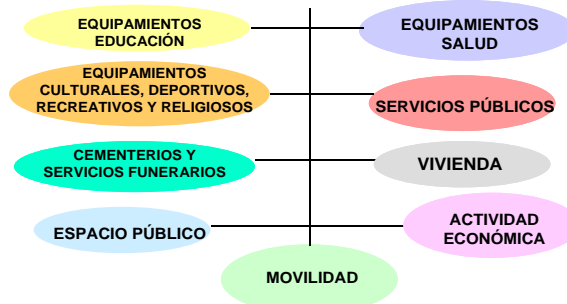 EQUIPAMIENTOS
EDUCACIÓN
EQUIPAMIENTOS
SALUD
EQUIPAMIENTOS
CULTURALES, DEPORTIVOS,
RECREATIVOS Y RELIGIOSOS
SERVICIOS PÚBLICOS
CEMENTERIOS Y
SERVICIOS FUNERARIOS
VIVIENDA
ESPACIO PÚBLICO
ACTIVIDAD
ECONÓMICA
MOVILIDAD